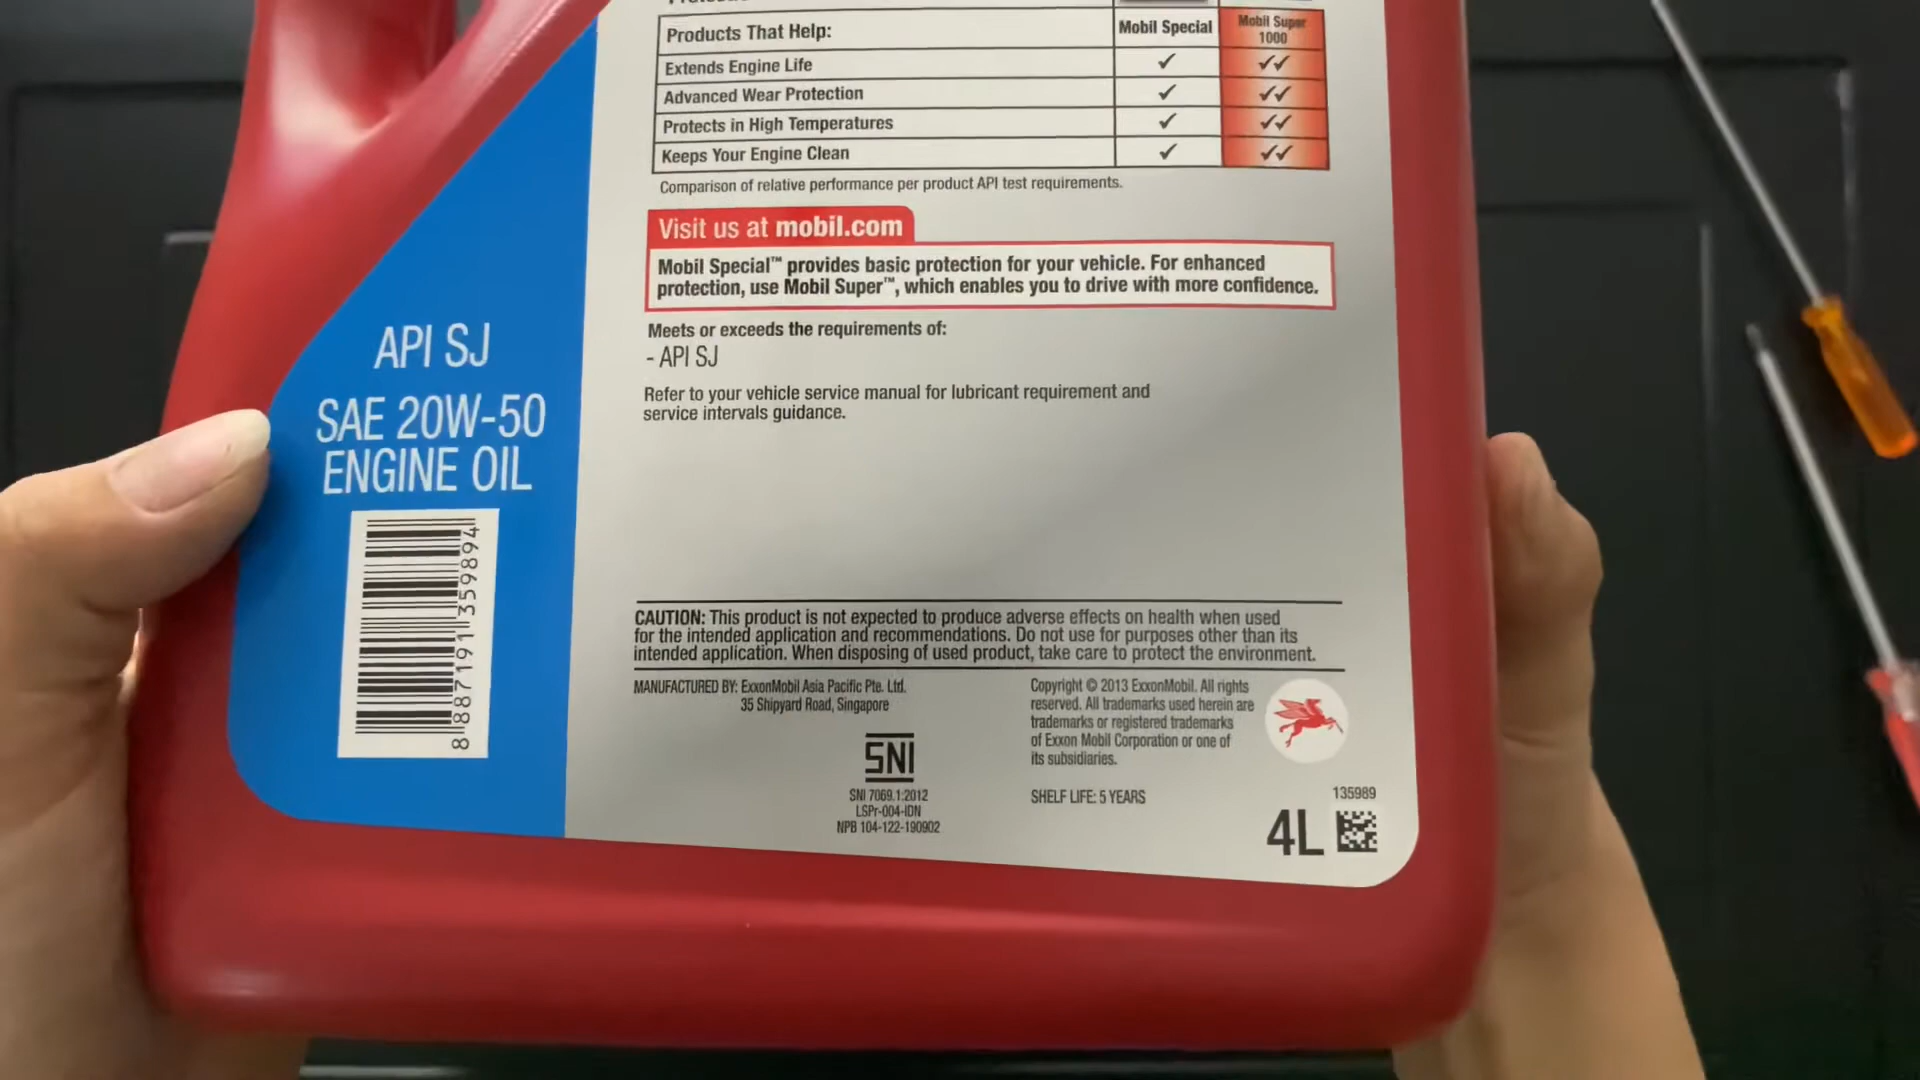 Products That Help:
Mobil Special
Mobil Super
1000
Extends Engine Life ✓ ✓✓
Advanced Wear Protection ✓ ✓✓
Protects in High Temperatures ✓ ✓✓
Keeps Your Engine Clean ✓ ✓✓
Comparison of relative performance per product API test requirements.
Visit us at mobil.com
Mobil Special™ provides basic protection for your vehicle. For enhanced
protection, use Mobil Super™, which enables you to drive with more confidence.
Meets or exceeds the requirements of:
- API SJ
Refer to your vehicle service manual for lubricant requirement and
service intervals guidance.
API SJ
SAE 20W-50
ENGINE OIL
8 887191 359894
CAUTION: This product is not expected to produce adverse effects on health when used
for the intended application and recommendations. Do not use for purposes other than its
intended application. When disposing of used product, take care to protect the environment.
MANUFACTURED BY: ExxonMobil Asia Pacific Pte. Ltd.
35 Shipyard Road, Singapore
SNI
SNI 7069.1:2012
LSPr-004-IDN
NPB 104-122-190902
Copyright © 2013 ExxonMobil. All rights
reserved. All trademarks used herein are
trademarks or registered trademarks
of Exxon Mobil Corporation or one of
its subsidiaries.
SHELF LIFE: 5 YEARS
135989
4L